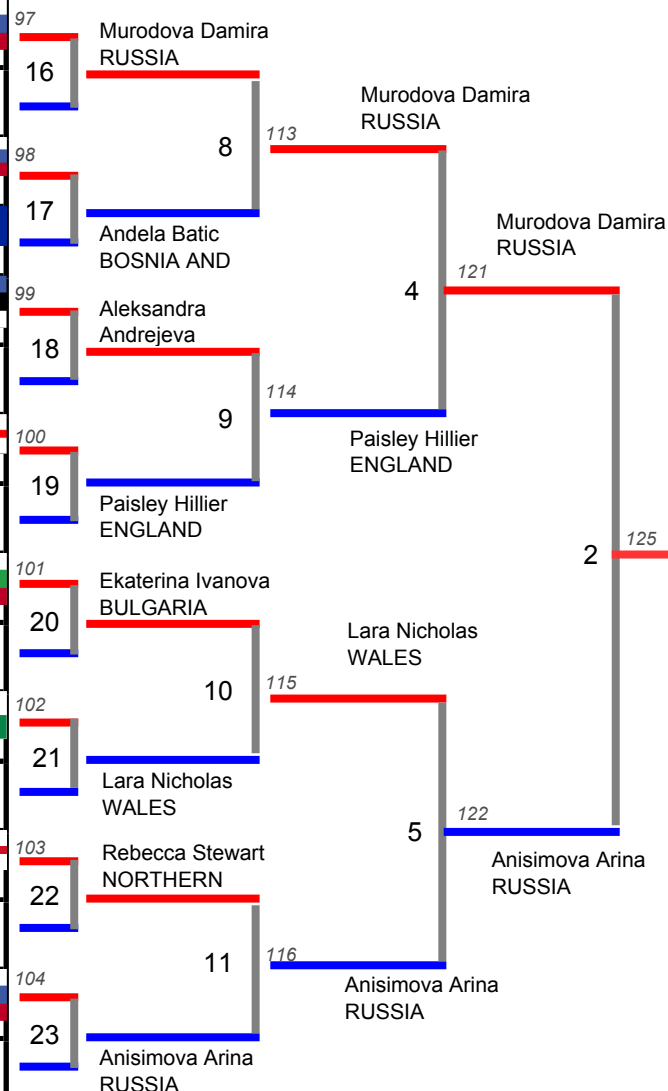 97
Murodova Damira
RUSSIA
16
Murodova Damira
RUSSIA
8
113
98
17
Andela Batic
BOSNIA AND
Murodova Damira
RUSSIA
4
121
99
Aleksandra
Andrejeva
18
9
114
100
Paisley Hillier
ENGLAND
19
Paisley Hillier
ENGLAND
2
125
101
Ekaterina Ivanova
BULGARIA
20
Lara Nicholas
WALES
10
115
102
21
Lara Nicholas
WALES
5
122
103
Rebecca Stewart
NORTHERN
Anisimova Arina
RUSSIA
22
11
116
104
Anisimova Arina
RUSSIA
23
Anisimova Arina
RUSSIA